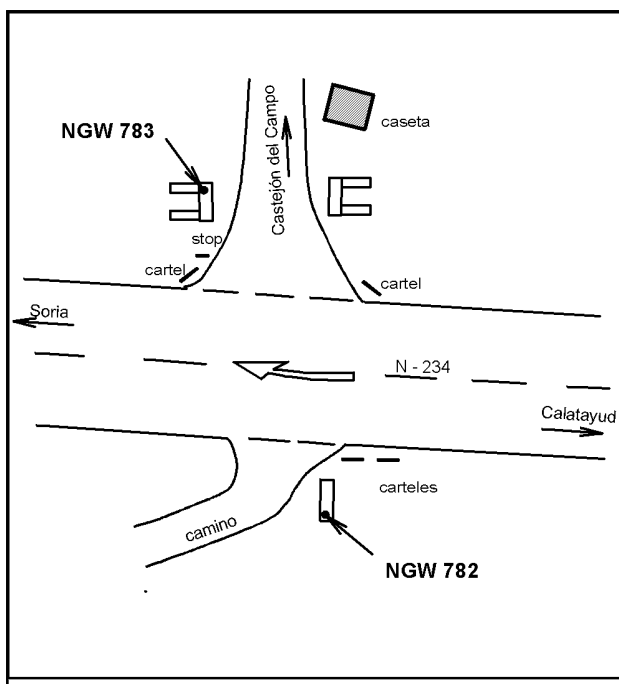 caseta
NGW 783
Castejón del Campo
stop
cartel
cartel
Soria
N - 234
Calatayud
carteles
camino
NGW 782